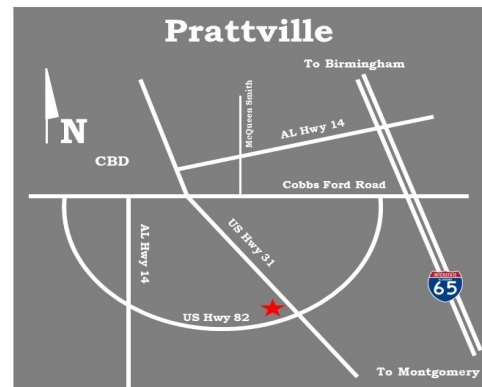 Prattville
To Birmingham
McQueen Smith
AL Hwy 14
N
CBD
Cobbs Ford Road
AL Hwy 14
US Hwy 31
INTERSTATE
65
US Hwy 82
To Montgomery